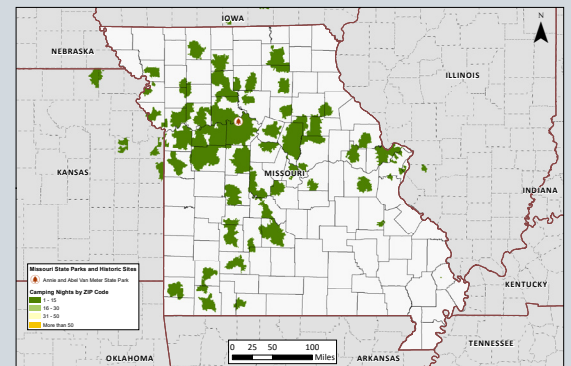 IOWA
N
NEBRASKA
ILLINOIS
KANSAS
MISSOURI
INDIANA
Missouri State Parks and Historic Sites
Annie and Abel Van Meter State Park
Camping Nights by ZIP Code
1 - 15
16 - 30
31 - 50
More than 50
KENTUCKY
0 25 50 100
Miles
TENNESSEE
OKLAHOMA
ARKANSAS